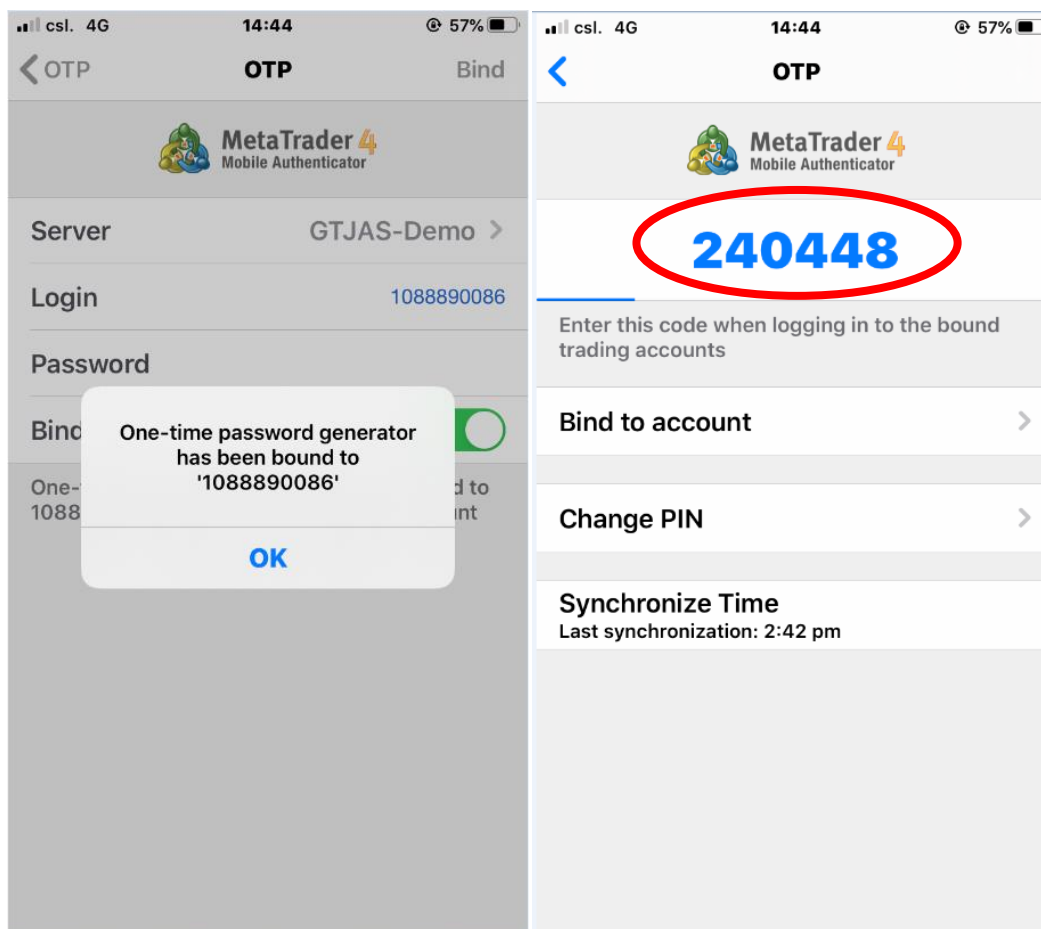 csl. 4G 14:44 57%
OTP OTP Bind
MetaTrader 4
Mobile Authenticator
Server GTJAS-Demo
Login 1088890086
Password
Bind
One-time password generator
has been bound to
'1088890086'
One- d to
1088 unt
OK
csl. 4G 14:44 57%
OTP
MetaTrader 4
Mobile Authenticator
240448
Enter this code when logging in to the bound
trading accounts
Bind to account
Change PIN
Synchronize Time
Last synchronization: 2:42 pm